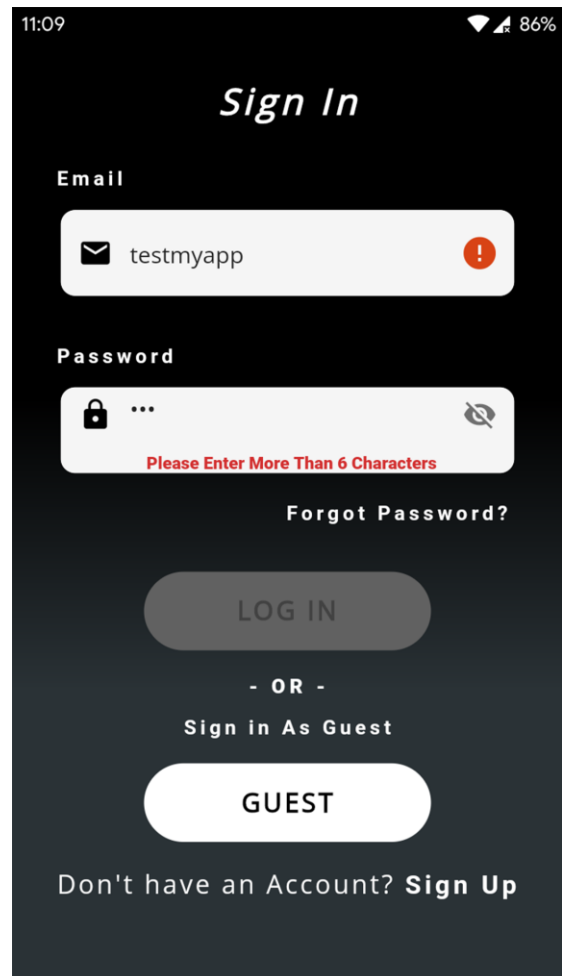 11:09 86%
Sign In
Email
testmyapp
Password
•••
Please Enter More Than 6 Characters
Forgot Password?
LOG IN
- OR -
Sign in As Guest
GUEST
Don't have an Account? Sign Up